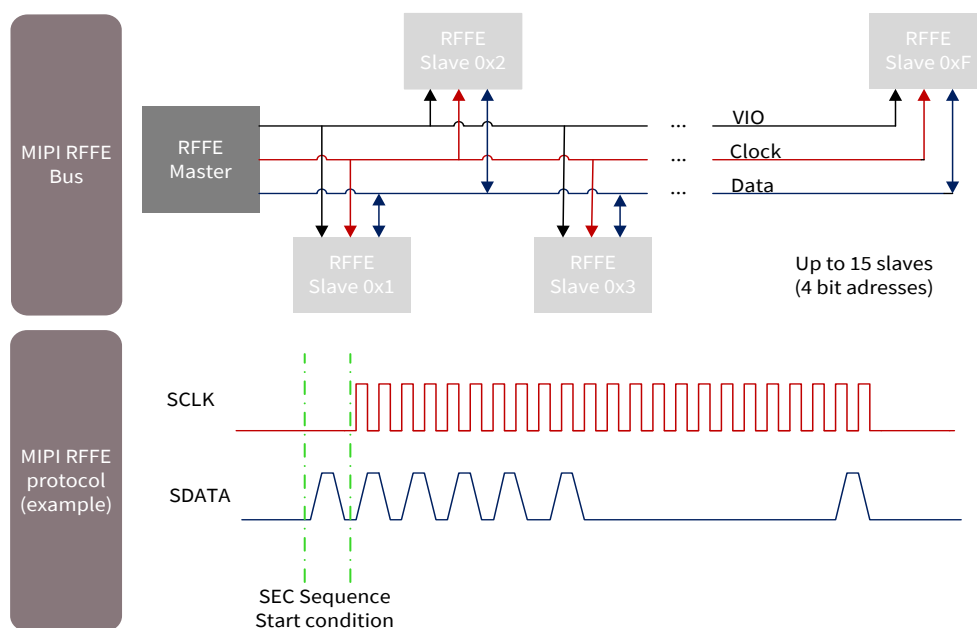 MIPI RFFE
Bus
RFFE
Master
RFFE
Slave 0x2
RFFE
Slave 0xF
... VIO
... Clock
... Data
RFFE
Slave 0x1
RFFE
Slave 0x3
Up to 15 slaves
(4 bit adresses)
MIPI RFFE
protocol
(example)
SCLK
SDATA
SEC Sequence
Start condition